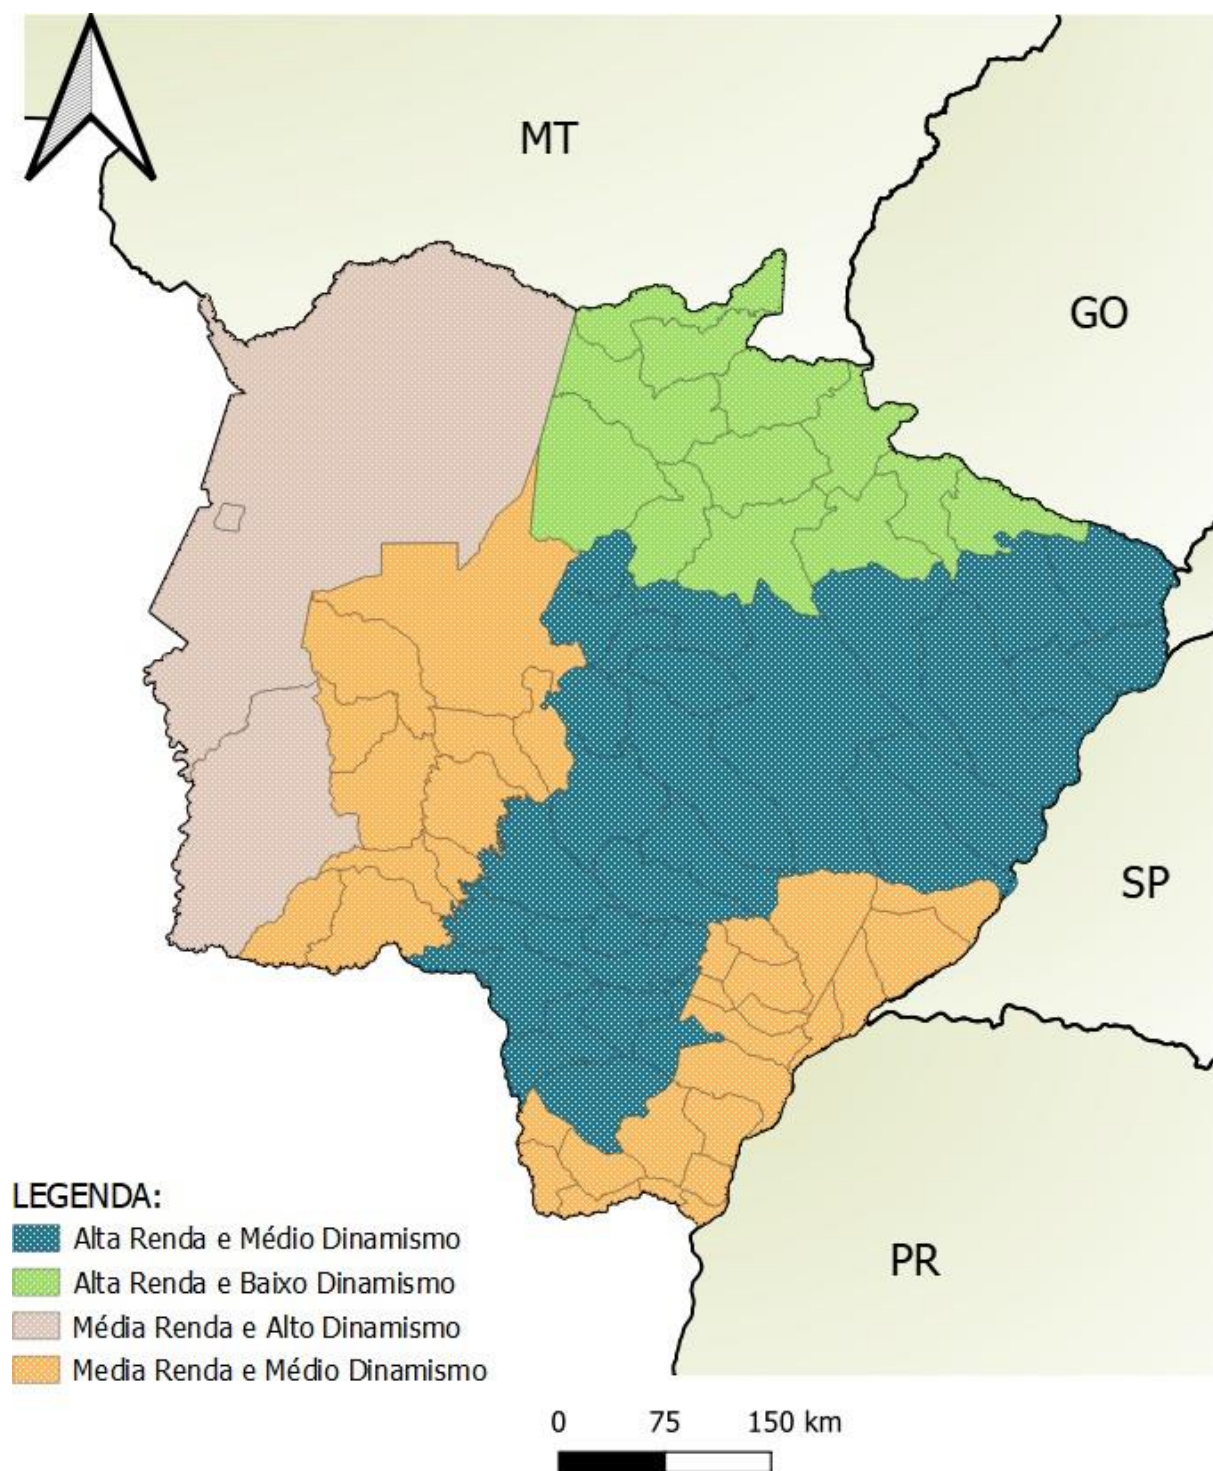 MT
GO
SP
PR
LEGENDA:
Alta Renda e Médio Dinamismo
Alta Renda e Baixo Dinamismo
Média Renda e Alto Dinamismo
Media Renda e Médio Dinamismo
0 75 150 km